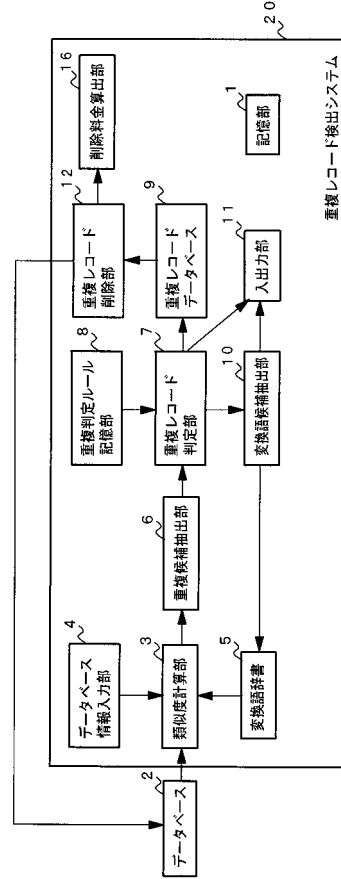 20
重複レコード検出システム
16
削除料金算出部
1
記憶部
12
重複レコード
削除部
9
重複レコード
データベース
11
入出力部
8
重複判定ルール
記憶部
7
重複レコード
判定部
10
変換語候補抽出部
6
重複候補抽出部
4
データベース
情報入力部
3
類似度計算部
5
変換語辞書
2
データベース